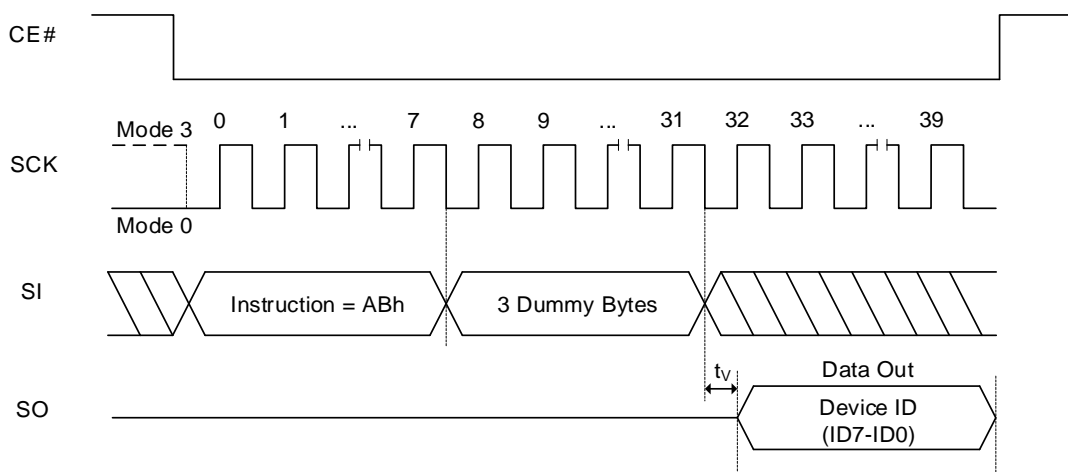 CE#
Mode 3
0 1 ... 7 8 9 ... 31 32 33 ... 39
SCK
Mode 0
SI
Instruction = ABh
3 Dummy Bytes
tV
Data Out
SO
Device ID
(ID7-ID0)